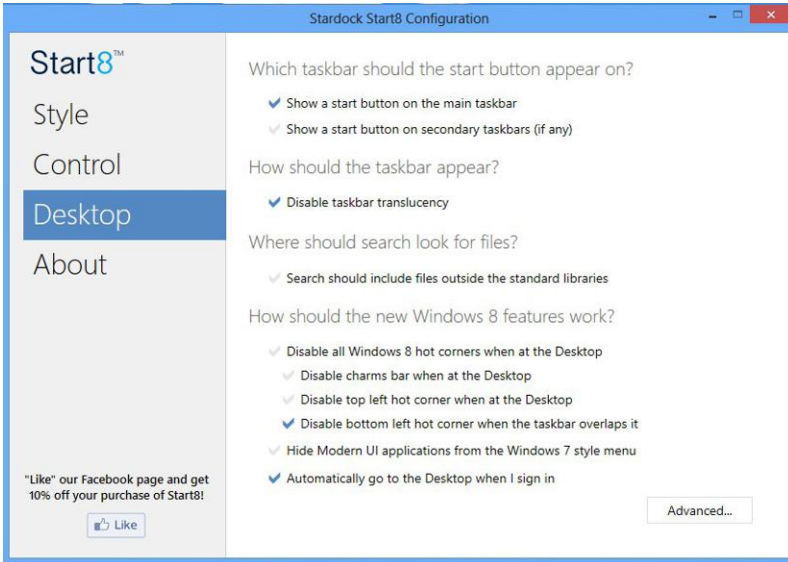 Stardock Start8 Configuration
Start8™
Style
Control
Desktop
About
"Like" our Facebook page and get
10% off your purchase of Start8!
Like
Which taskbar should the start button appear on?
Show a start button on the main taskbar
Show a start button on secondary taskbars (if any)
How should the taskbar appear?
Disable taskbar translucency
Where should search look for files?
Search should include files outside the standard libraries
How should the new Windows 8 features work?
Disable all Windows 8 hot corners when at the Desktop
Disable charms bar when at the Desktop
Disable top left hot corner when at the Desktop
Disable bottom left hot corner when the taskbar overlaps it
Hide Modern UI applications from the Windows 7 style menu
Automatically go to the Desktop when I sign in
Advanced...